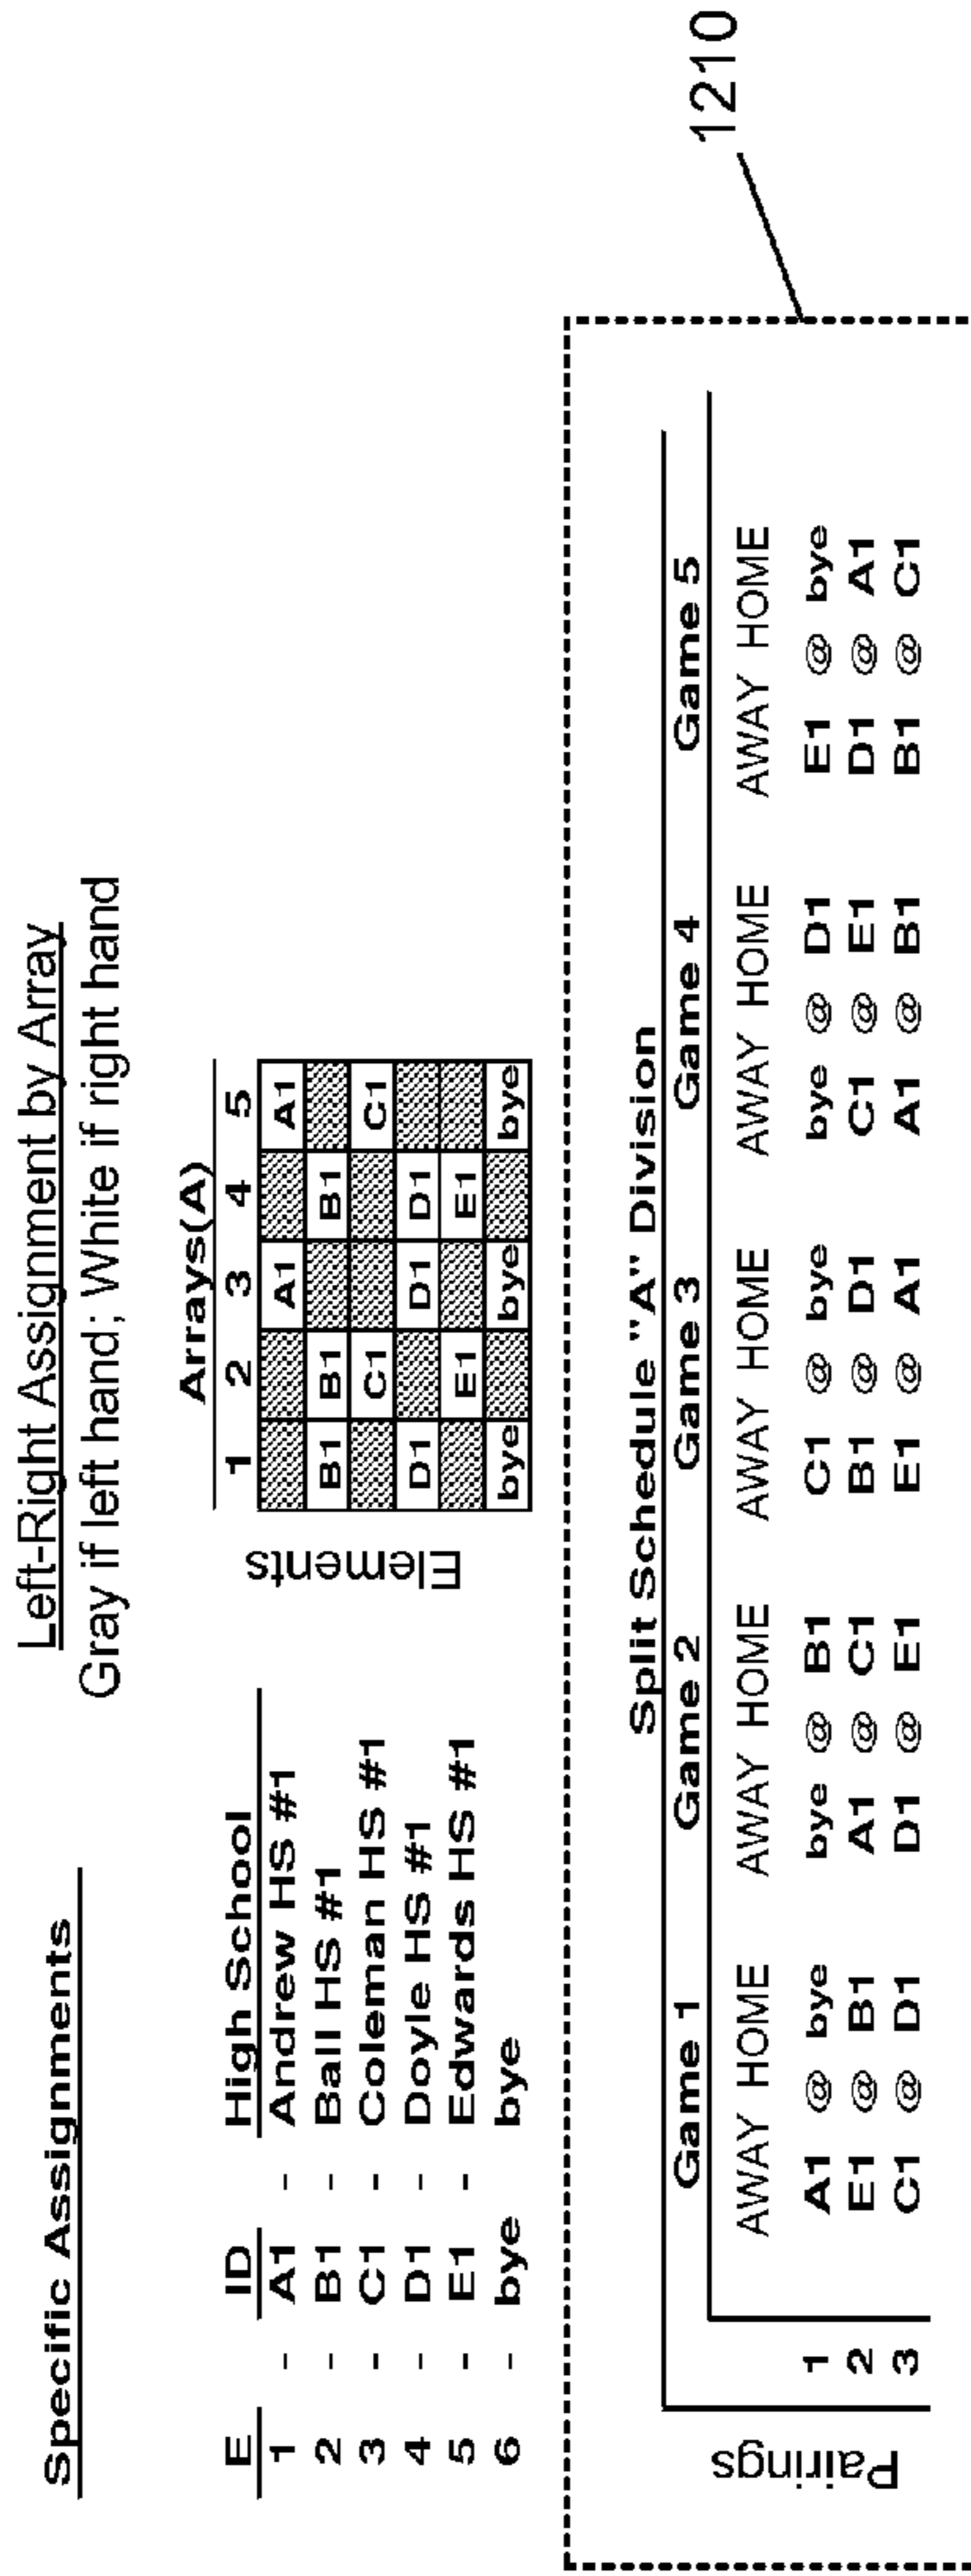 Specific Assignments
Left-Right Assignment by Array
Gray if left hand; White if right hand
E ID High School
1 - A1 - Andrew HS #1
2 - B1 - Ball HS #1
3 - C1 - Coleman HS #1
4 - D1 - Doyle HS #1
5 - E1 - Edwards HS #1
6 - bye - bye
Arrays(A)
1 2 3 4 5
Elements
A1 A1
B1 B1 B1
C1 C1
D1 D1 D1
E1 E1
bye bye bye
1210
Split Schedule "A" Division
Game 1 Game 2 Game 3 Game 4 Game 5
AWAY HOME AWAY HOME AWAY HOME AWAY HOME AWAY HOME
Pairings
1 A1 @ bye bye @ B1 C1 @ bye bye @ D1 E1 @ bye
2 E1 @ B1 A1 @ C1 B1 @ D1 C1 @ E1 D1 @ A1
3 C1 @ D1 D1 @ E1 E1 @ A1 A1 @ B1 B1 @ C1